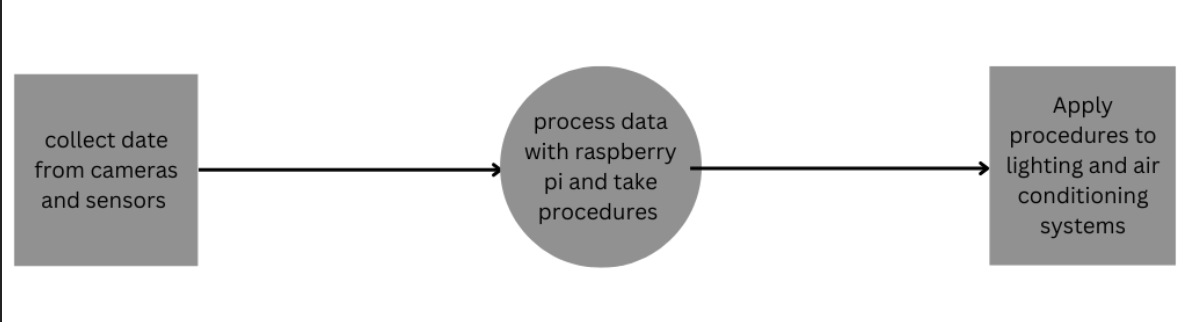 collect date
from cameras
and sensors
process data
with raspberry
pi and take
procedures
Apply
procedures to
lighting and air
conditioning
systems